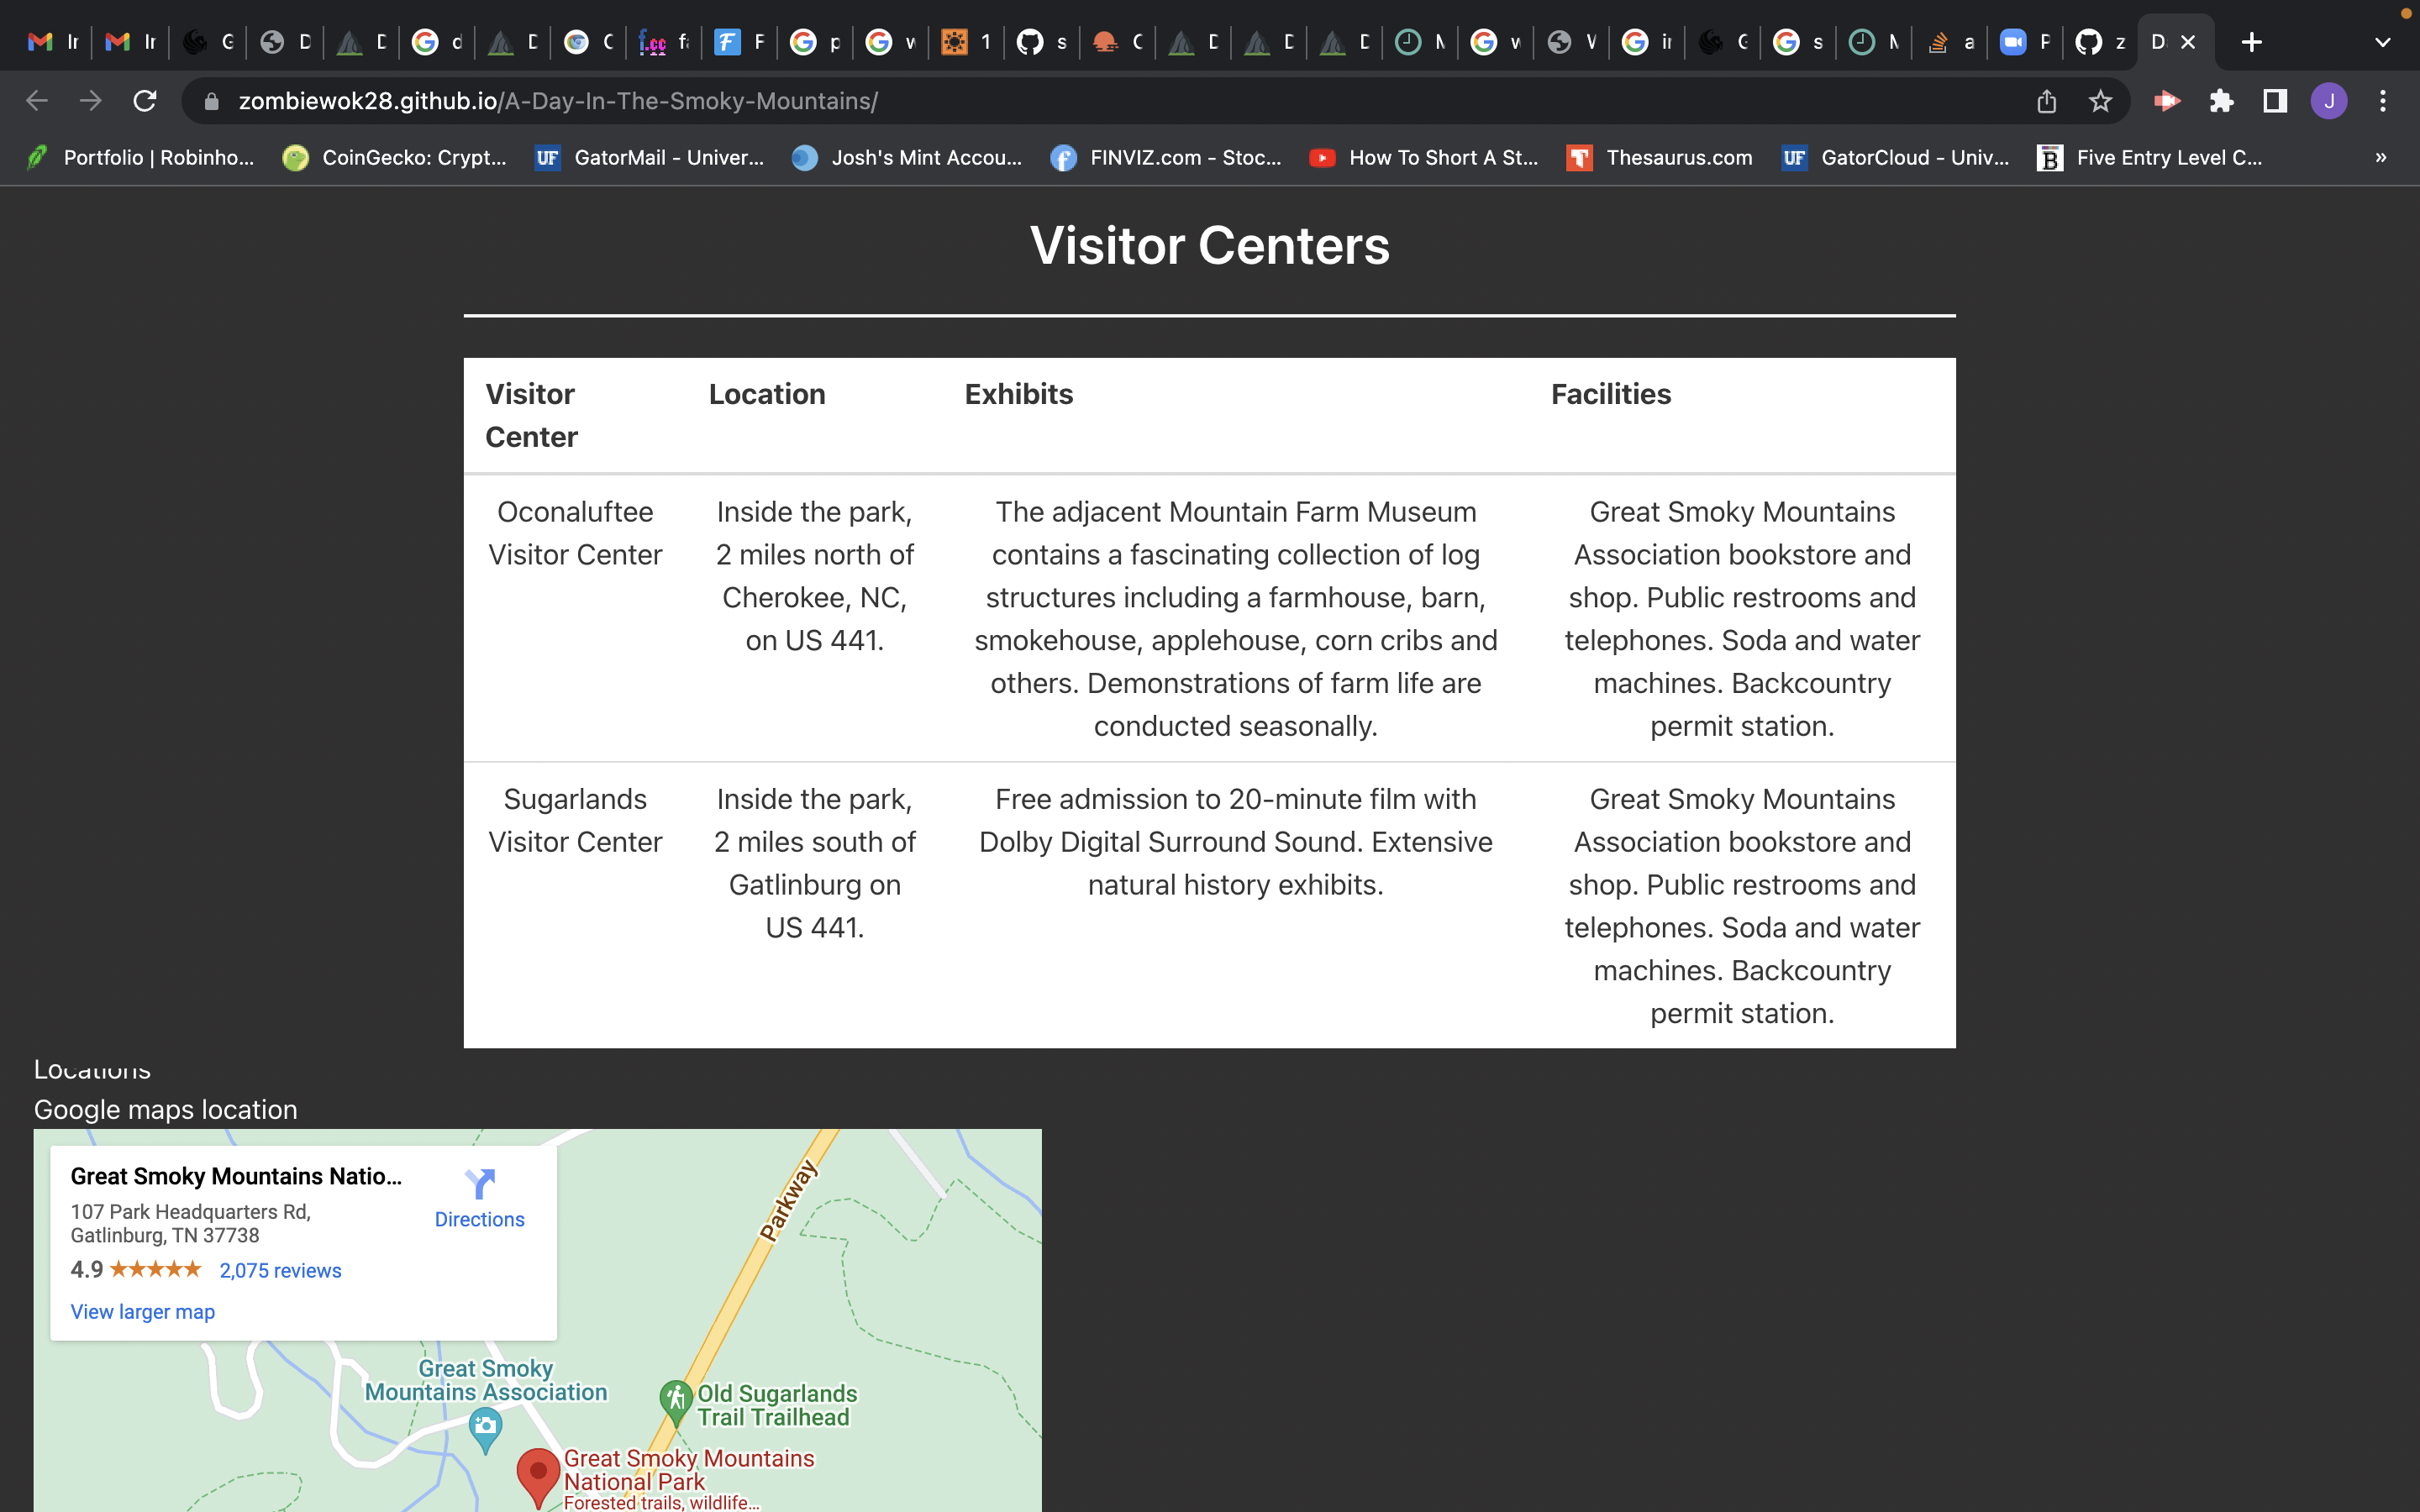 Ir
Ir
G
D
D
d
D
C
f.cc f
F
p
w
1
s
C
D
D
D
M
w
W
ir
G
s
M
a
P
z
D
zombiewok28.github.io/A-Day-In-The-Smoky-Mountains/
J
Portfolio | Robinho...
CoinGecko: Crypt...
UF GatorMail - Univer...
Josh's Mint Accou...
FINVIZ.com - Stoc...
How To Short A St...
T Thesaurus.com
UF GatorCloud - Univ...
B Five Entry Level C...
»
Visitor Centers
Visitor
Center
Location
Exhibits
Facilities
Oconaluftee
Visitor Center
Inside the park,
2 miles north of
Cherokee, NC,
on US 441.
The adjacent Mountain Farm Museum
contains a fascinating collection of log
structures including a farmhouse, barn,
smokehouse, applehouse, corn cribs and
others. Demonstrations of farm life are
conducted seasonally.
Great Smoky Mountains
Association bookstore and
shop. Public restrooms and
telephones. Soda and water
machines. Backcountry
permit station.
Sugarlands
Visitor Center
Inside the park,
2 miles south of
Gatlinburg on
US 441.
Free admission to 20-minute film with
Dolby Digital Surround Sound. Extensive
natural history exhibits.
Great Smoky Mountains
Association bookstore and
shop. Public restrooms and
telephones. Soda and water
machines. Backcountry
permit station.
Locations
Google maps location
Great Smoky Mountains Natio...
107 Park Headquarters Rd,
Gatlinburg, TN 37738
Directions
4.9 ★★★★★ 2,075 reviews
View larger map
Parkway
Great Smoky
Mountains Association
Old Sugarlands
Trail Trailhead
Great Smoky Mountains
National Park
Forested trails, wildlife...